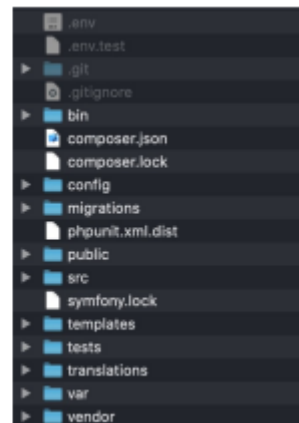 .env
.env.test
.git
.gitignore
bin
composer.json
composer.lock
config
migrations
phpunit.xml.dist
public
src
symfony.lock
templates
tests
translations
var
vendor